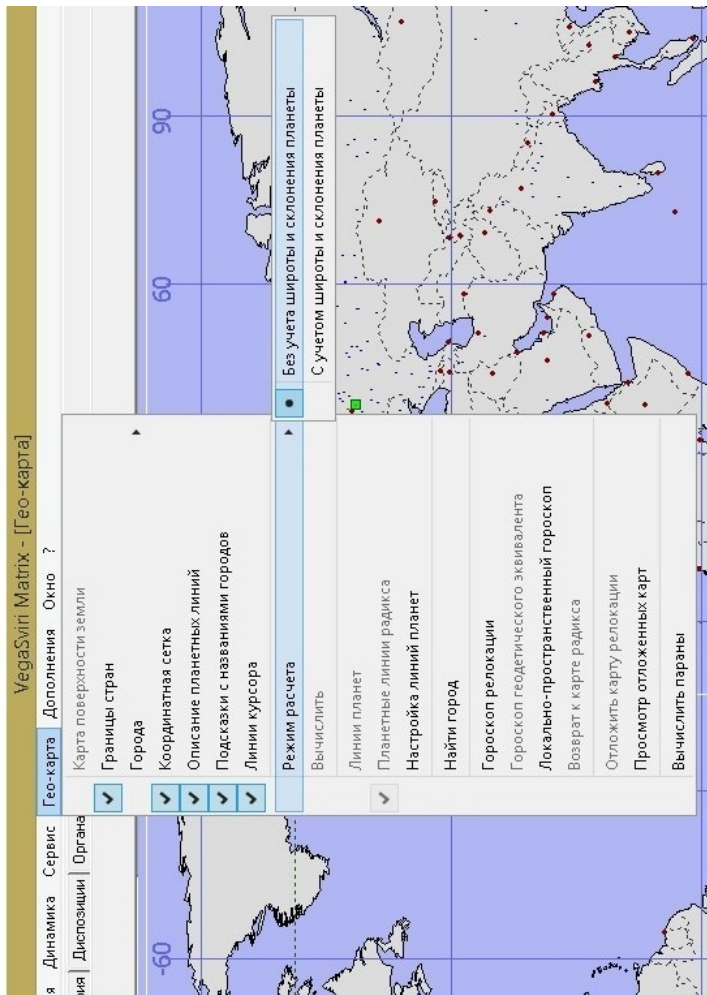 VegaSviri Matrix - [Гео-карта]
я Динамика Сервис Гео-карта Дополнения Окно ?
Диспозиции Органа
Карта поверхности земли
Границы стран
Города
Координатная сетка
Описание планетных линий
Подсказки с названиями городов
Линии курсора
Режим расчета
Без учета широты и склонения планеты
С учетом широты и склонения планеты
Вычислить
Линии планет
Планетные линии радикса
Настройка линий планет
Найти город
Гороскоп релокации
Гороскоп геодетического эквивалента
Локально-пространственный гороскоп
Возврат к карте радикса
Отложить карту релокации
Просмотр отложенных карт
Вычислить параны
-60
60
90